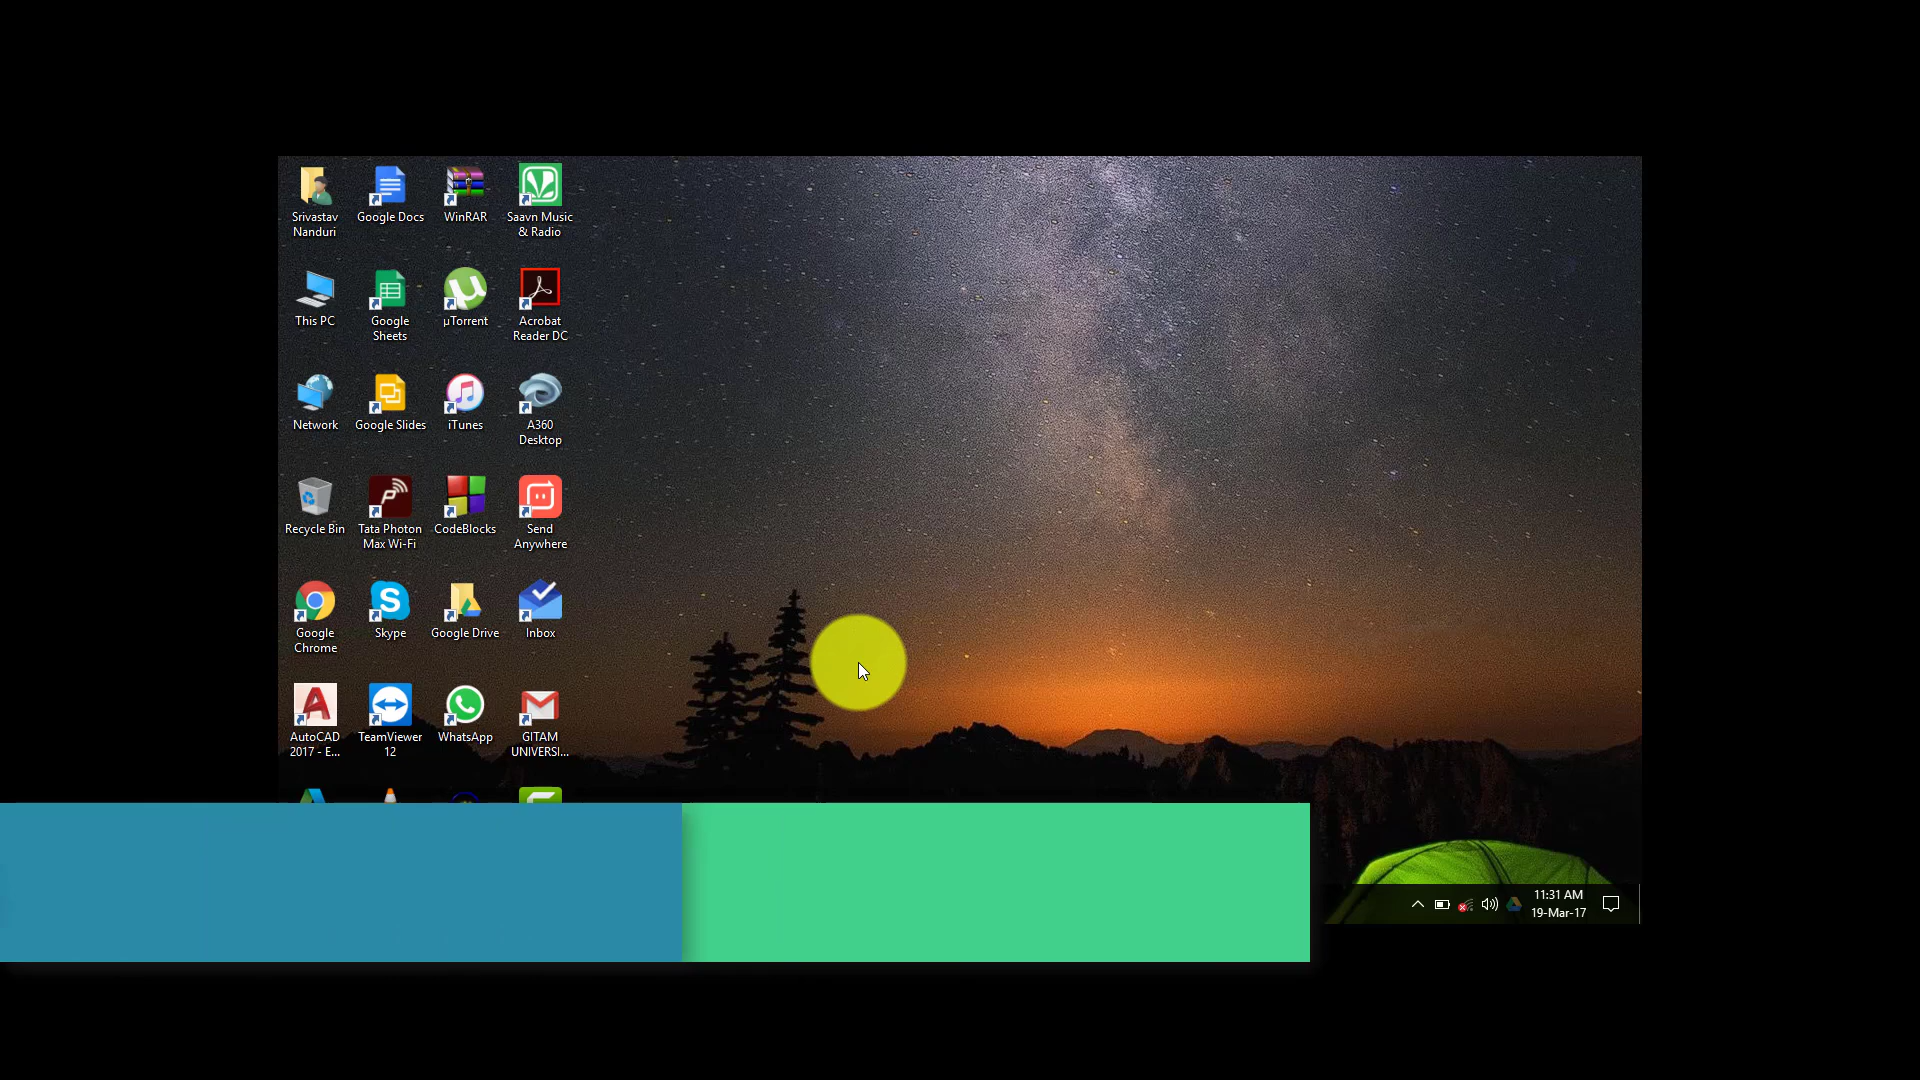 Srivastav
Nanduri
Google Docs
WinRAR
Saavn Music
& Radio
This PC
Google
Sheets
µTorrent
Acrobat
Reader DC
Network
Google Slides
iTunes
A360
Desktop
Recycle Bin
Tata Photon
Max Wi-Fi
CodeBlocks
Send
Anywhere
Google
Chrome
Skype
Google Drive
Inbox
AutoCAD
2017 - E...
TeamViewer
12
WhatsApp
GITAM
UNIVERSI...
11:31 AM
19-Mar-17